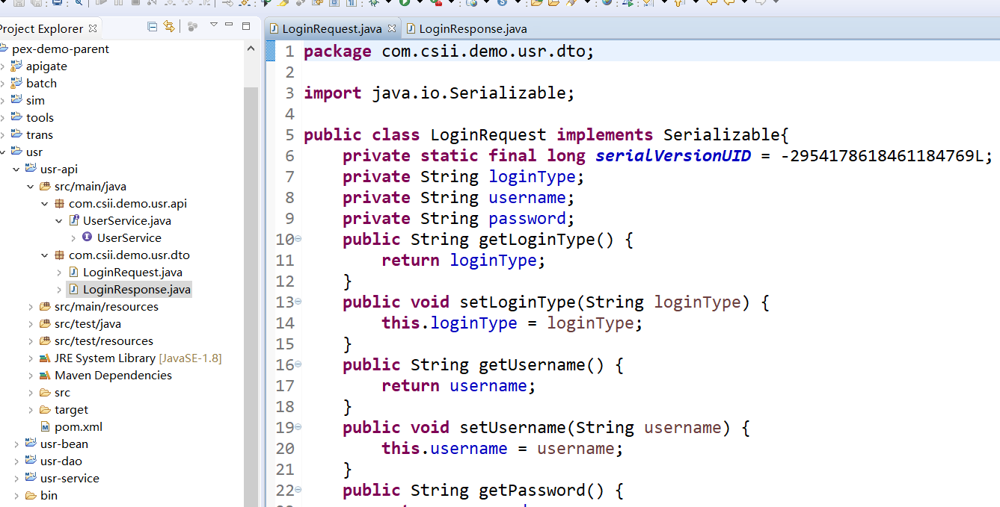 Project Explorer
pex-demo-parent
apigate
batch
sim
tools
trans
usr
usr-api
src/main/java
com.csii.demo.usr.api
UserService.java
UserService
com.csii.demo.usr.dto
LoginRequest.java
LoginResponse.java
src/main/resources
src/test/java
src/test/resources
JRE System Library [JavaSE-1.8]
Maven Dependencies
src
target
pom.xml
usr-bean
usr-dao
usr-service
bin
LoginRequest.java LoginResponse.java
1 package com.csii.demo.usr.dto;
2
3 import java.io.Serializable;
4
5 public class LoginRequest implements Serializable{
6 private static final long serialVersionUID = -2954178618461184769L;
7 private String loginType;
8 private String username;
9 private String password;
10 public String getLoginType() {
11 return loginType;
12 }
13 public void setLoginType(String loginType) {
14 this.loginType = loginType;
15 }
16 public String getUsername() {
17 return username;
18 }
19 public void setUsername(String username) {
20 this.username = username;
21 }
22 public String getPassword() {